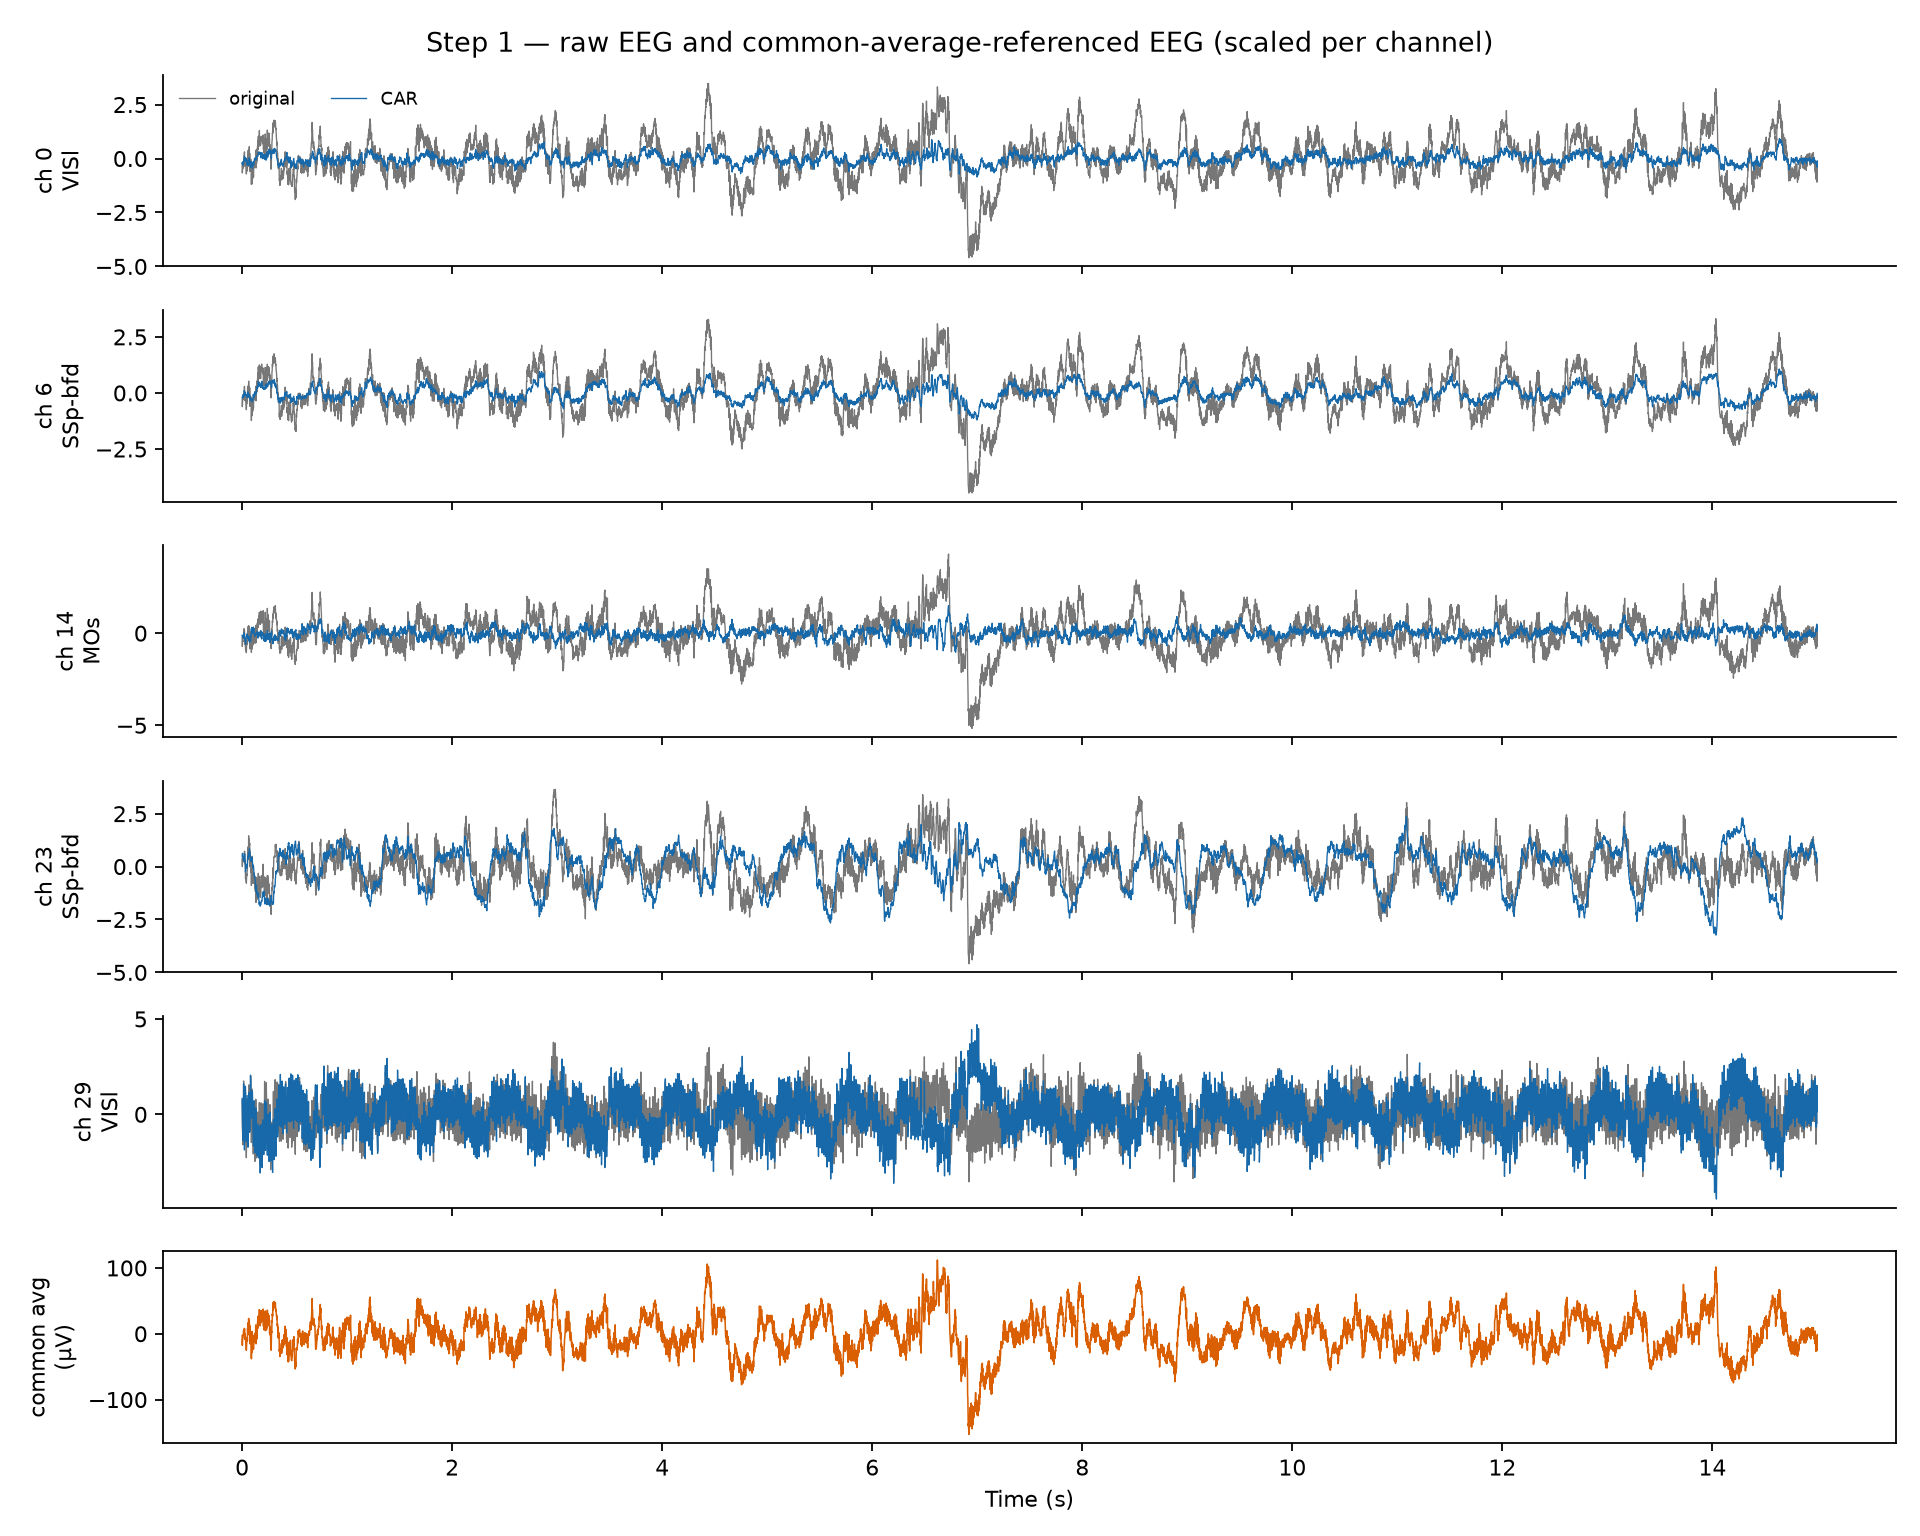 Step 1 — raw EEG and common-average-referenced EEG (scaled per channel)
original
CAR
2.5
0.0
−2.5
−5.0
ch 0
VISl
2.5
0.0
−2.5
ch 6
SSp-bfd
0
−5
ch 14
MOs
2.5
0.0
−2.5
−5.0
ch 23
SSp-bfd
5
0
ch 29
VISl
100
0
−100
common avg
(µV)
0 2 4 6 8 10 12 14
Time (s)